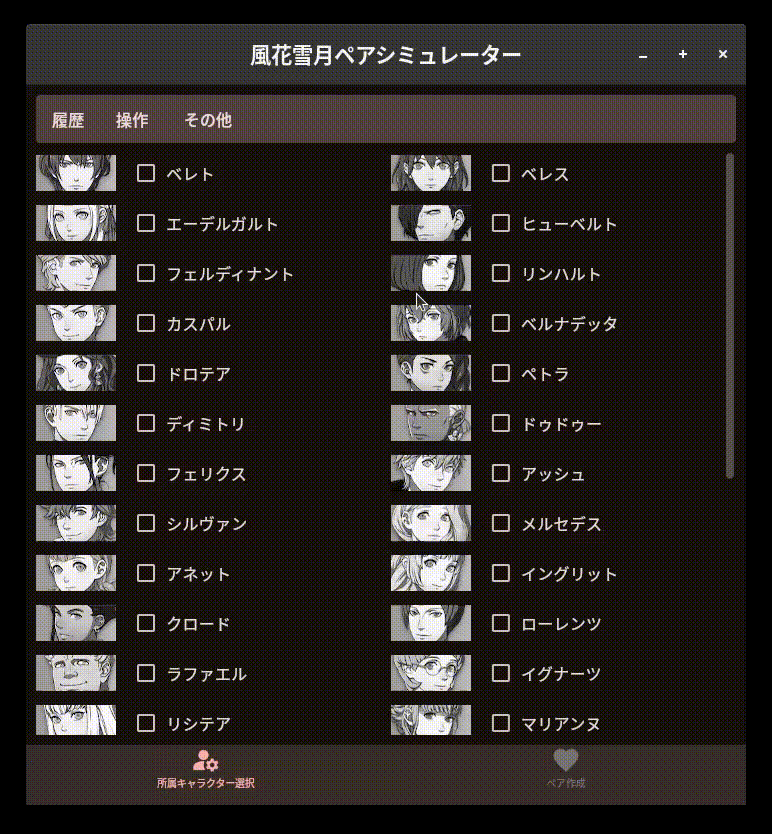 風花雪月ペアシミュレーター
履歴 操作 その他
ベレト ベレス
エーデルガルト ヒューベルト
フェルディナント リンハルト
カスパル ベルナデッタ
ドロテア ペトラ
ディミトリ ドゥドゥー
フェリクス アッシュ
シルヴァン メルセデス
アネット イングリット
クロード ローレンツ
ラファエル イグナーツ
リシテア マリアンヌ
所属キャラクター選択 ペア作成